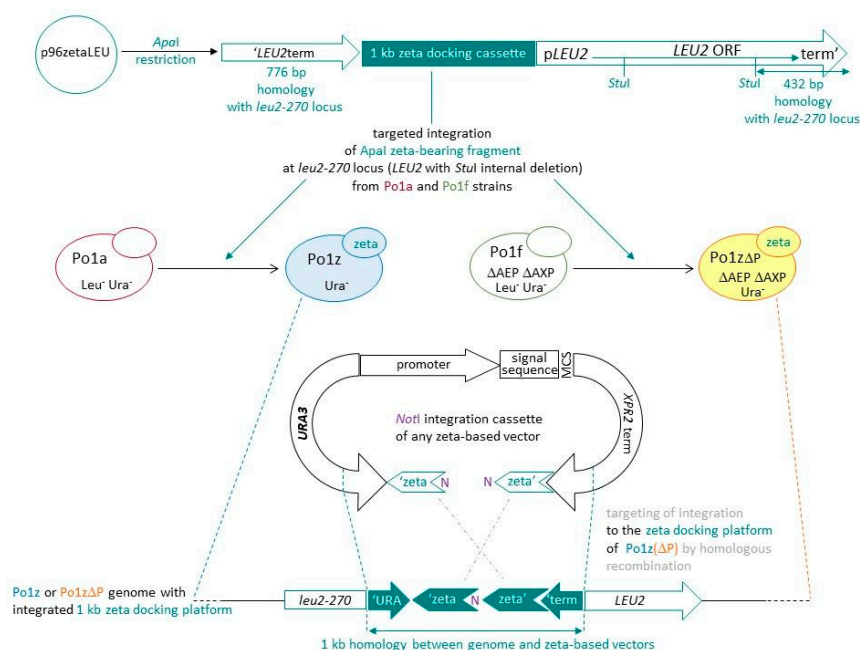 p96zetaLEU
ApaI
restriction
‘LEU2term
1 kb zeta docking cassette
pLEU2
LEU2 ORF
term’
776 bp
homology
with leu2-270 locus
StuI
StuI
432 bp
homology
with leu2-270 locus
targeted integration
of ApaI zeta-bearing fragment
at leu2-270 locus (LEU2 with StuI internal deletion)
from Po1a and Po1f strains
Po1a
Leu- Ura-
zeta
Po1z
Ura-
Po1f
ΔAEP ΔAXP
Leu- Ura-
zeta
Po1zΔP
ΔAEP ΔAXP
Ura-
promoter
signal
sequence
MCS
URA3
XPR2 term
NotI integration cassette
of any zeta-based vector
‘zeta
N
N
zeta’
targeting of integration
to the zeta docking platform
of Po1z(ΔP) by homologous
recombination
Po1z or Po1zΔP genome with
integrated 1 kb zeta docking platform
leu2-270
‘URA
‘zeta
N
zeta’
‘term
LEU2
1 kb homology between genome and zeta-based vectors